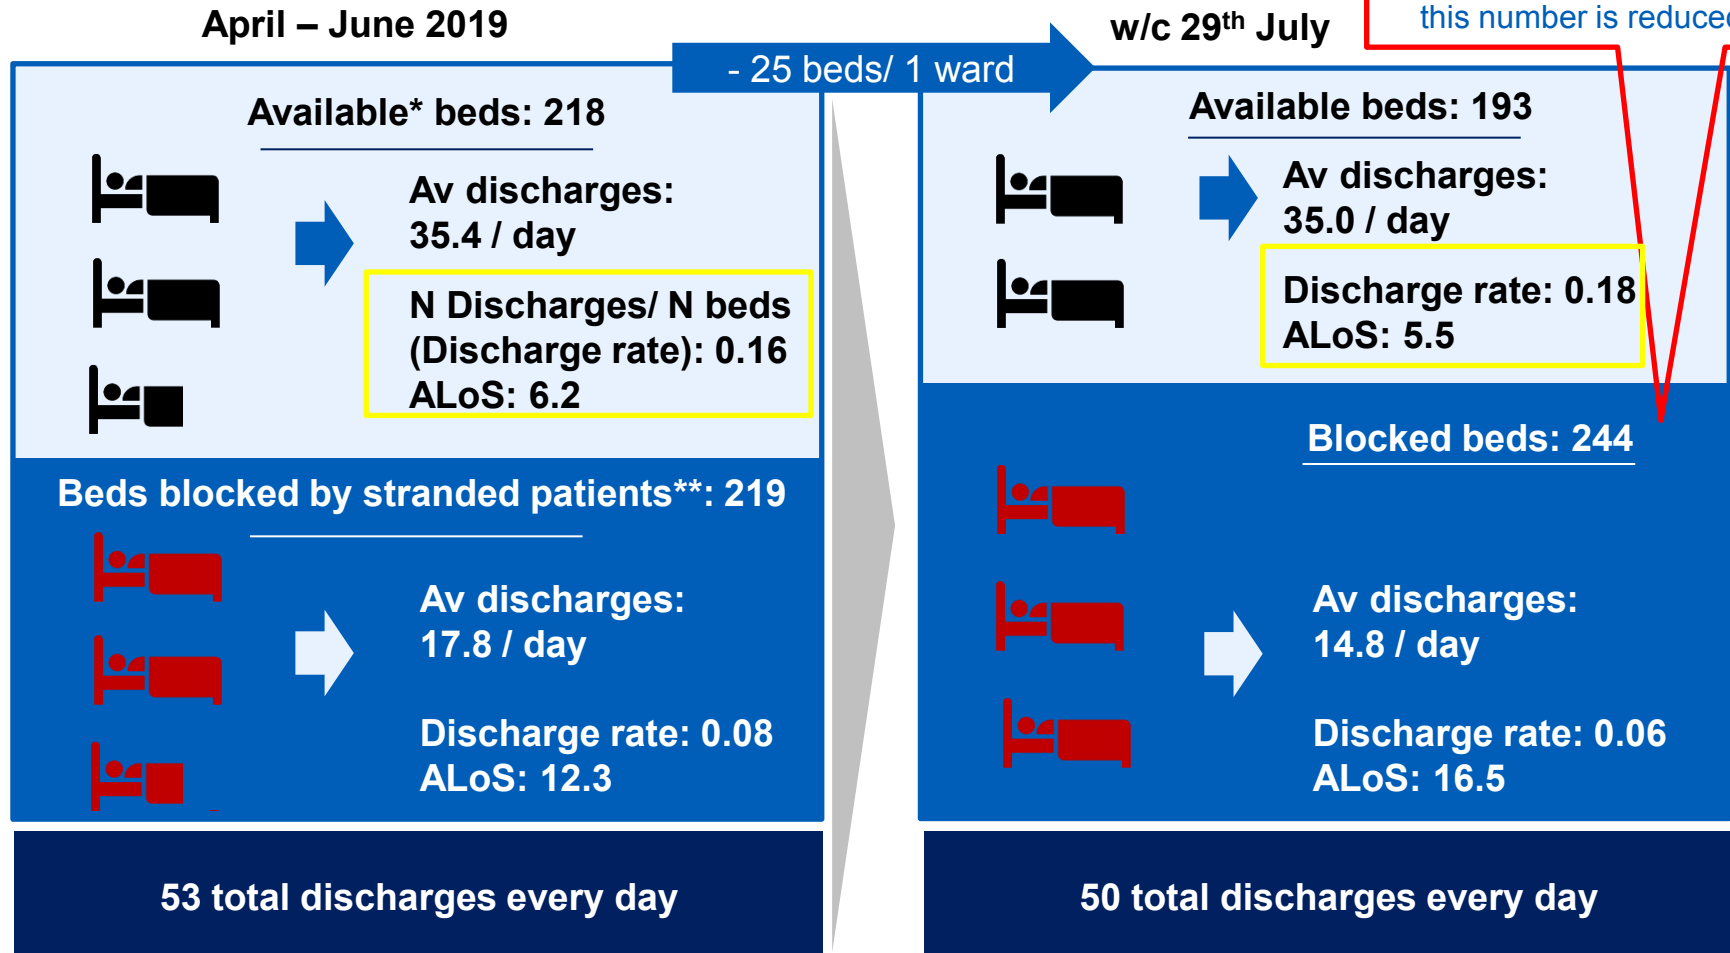 April – June 2019
- 25 beds/ 1 ward
w/c 29th July
this number is reduced
Available* beds: 218
Av discharges:
35.4 / day
N Discharges/ N beds
(Discharge rate): 0.16
ALoS: 6.2
Beds blocked by stranded patients**: 219
Av discharges:
17.8 / day
Discharge rate: 0.08
ALoS: 12.3
53 total discharges every day
Available beds: 193
Av discharges:
35.0 / day
Discharge rate: 0.18
ALoS: 5.5
Blocked beds: 244
Av discharges:
14.8 / day
Discharge rate: 0.06
ALoS: 16.5
50 total discharges every day